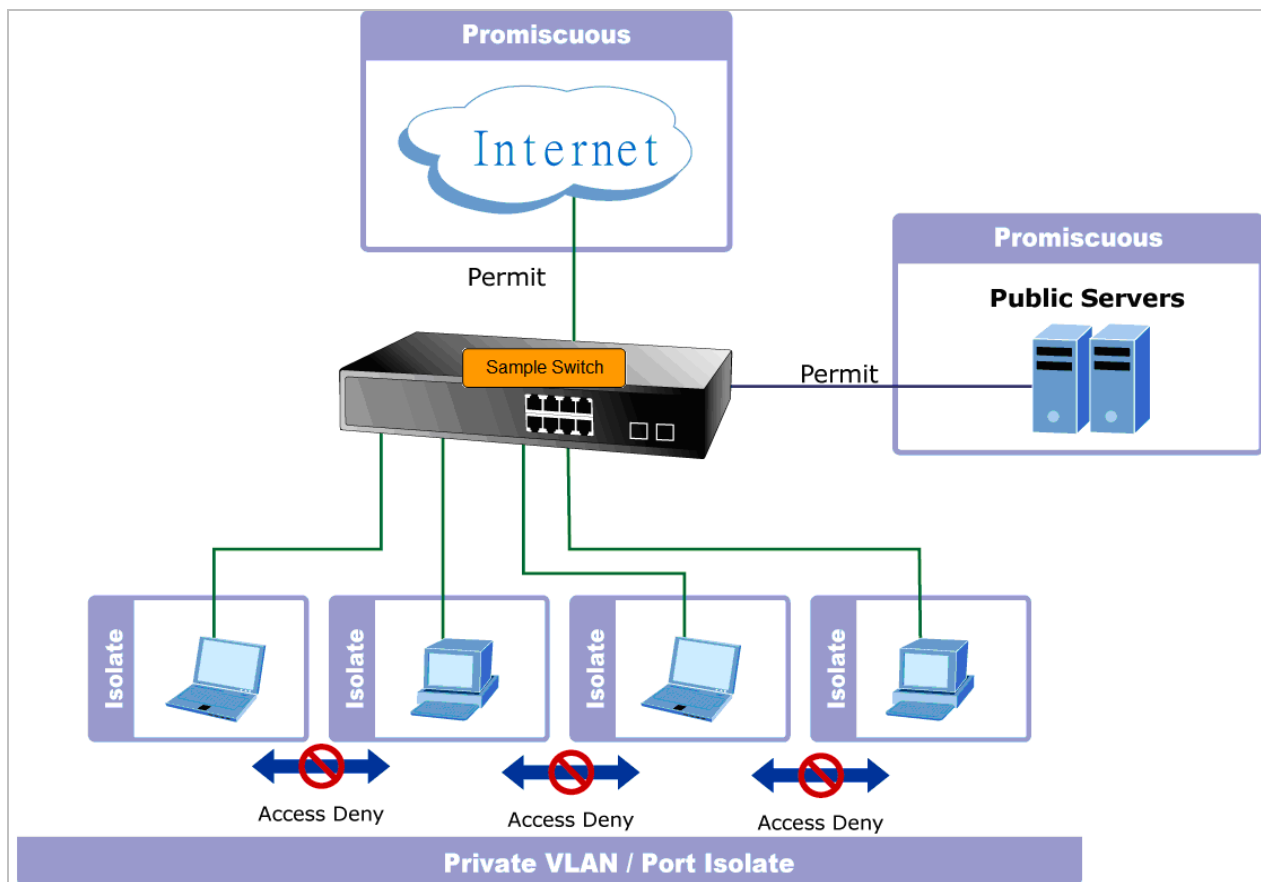 Promiscuous
Internet
Permit
Promiscuous
Public Servers
Sample Switch
Permit
Isolate
Isolate
Isolate
Isolate
Access Deny
Access Deny
Access Deny
Private VLAN / Port Isolate